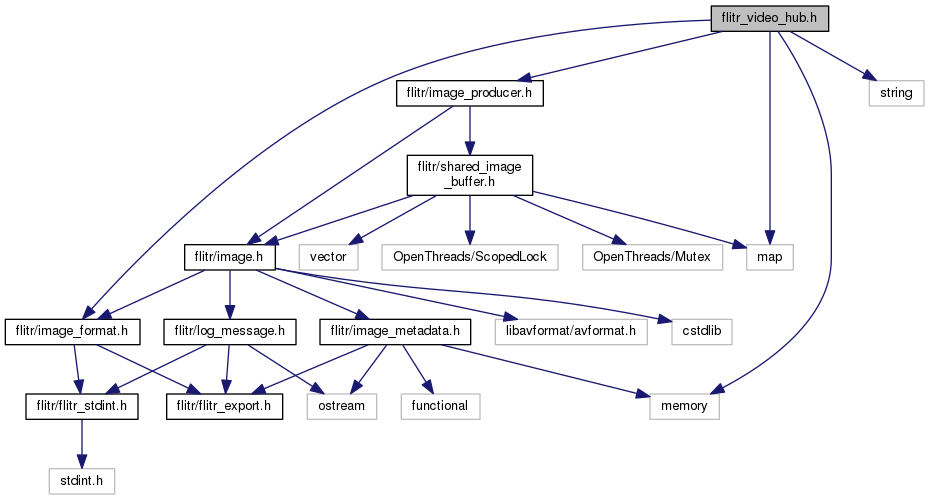 flitr_video_hub.h
flitr/image_producer.h
string
flitr/shared_image
_buffer.h
flitr/image.h
vector
OpenThreads/ScopedLock
OpenThreads/Mutex
map
flitr/image_format.h
flitr/log_message.h
flitr/image_metadata.h
libavformat/avformat.h
cstdlib
flitr/flitr_stdint.h
flitr/flitr_export.h
ostream
functional
memory
stdint.h